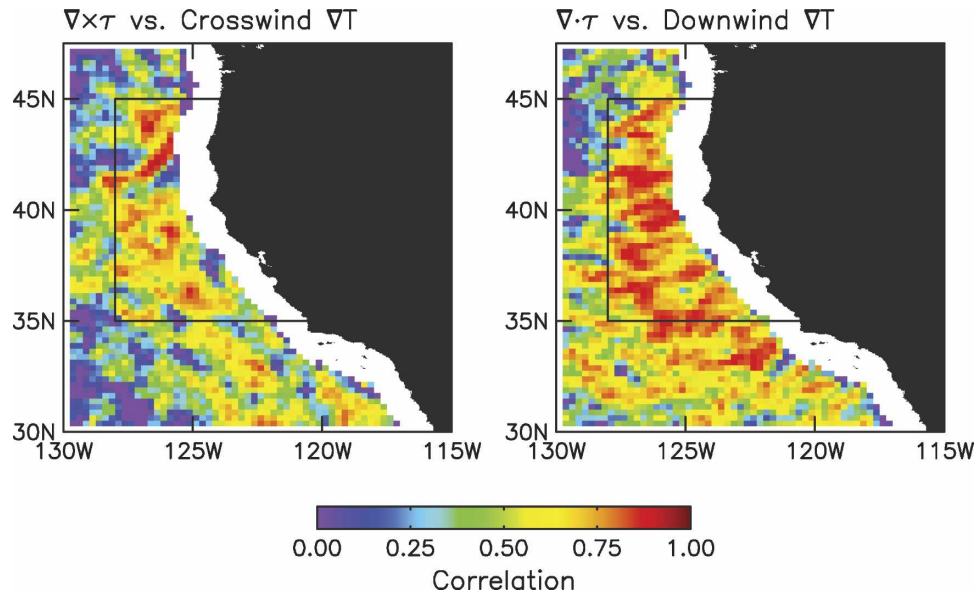 ∇×τ vs. Crosswind ∇T
∇·τ vs. Downwind ∇T
45N
40N
35N
30N
130W 125W 120W 115W
45N
40N
35N
30N
130W 125W 120W 115W
0.00 0.25 0.50 0.75 1.00
Correlation